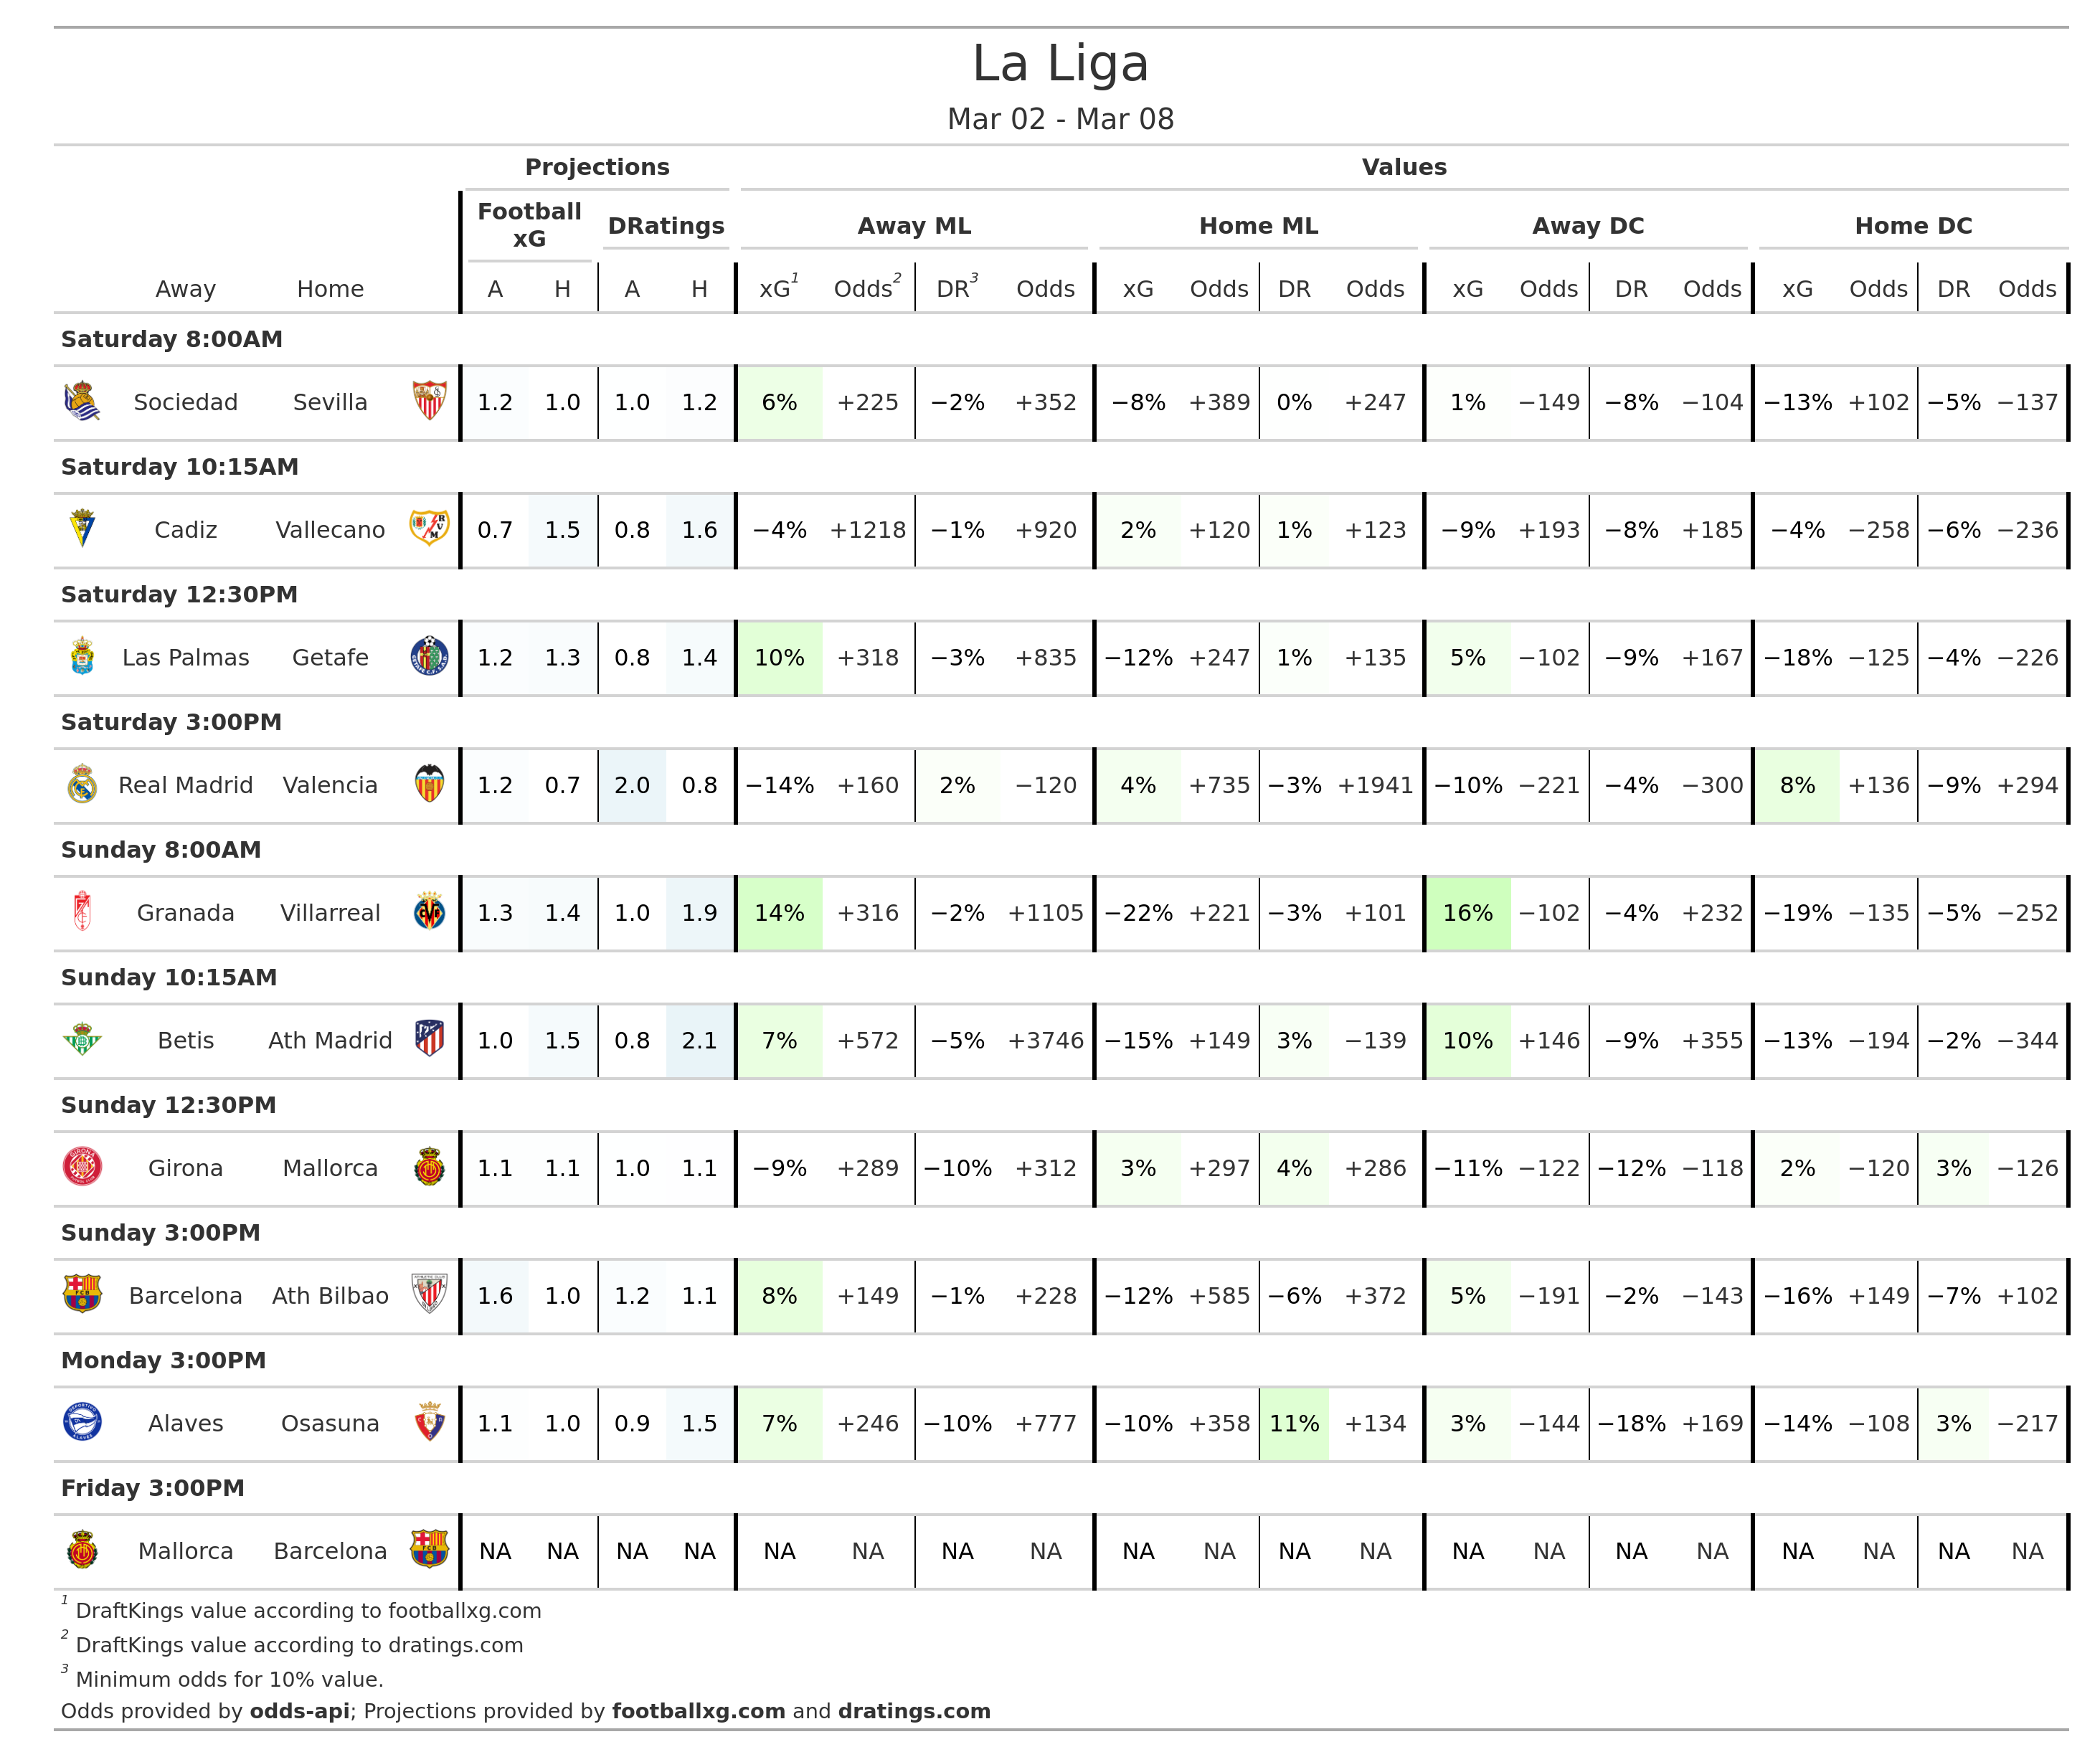 La Liga
Mar 02 - Mar 08
Projections Values
Football xG DRatings Away ML Home ML Away DC Home DC
Away Home A H A H xG1 Odds2 DR3 Odds xG Odds DR Odds xG Odds DR Odds xG Odds DR Odds
Saturday 8:00AM
Sociedad Sevilla 1.2 1.0 1.0 1.2 6% +225 −2% +352 −8% +389 0% +247 1% −149 −8% −104 −13% +102 −5% −137
Saturday 10:15AM
Cadiz Vallecano 0.7 1.5 0.8 1.6 −4% +1218 −1% +920 2% +120 1% +123 −9% +193 −8% +185 −4% −258 −6% −236
Saturday 12:30PM
Las Palmas Getafe 1.2 1.3 0.8 1.4 10% +318 −3% +835 −12% +247 1% +135 5% −102 −9% +167 −18% −125 −4% −226
Saturday 3:00PM
Real Madrid Valencia 1.2 0.7 2.0 0.8 −14% +160 2% −120 4% +735 −3% +1941 −10% −221 −4% −300 8% +136 −9% +294
Sunday 8:00AM
Granada Villarreal 1.3 1.4 1.0 1.9 14% +316 −2% +1105 −22% +221 −3% +101 16% −102 −4% +232 −19% −135 −5% −252
Sunday 10:15AM
Betis Ath Madrid 1.0 1.5 0.8 2.1 7% +572 −5% +3746 −15% +149 3% −139 10% +146 −9% +355 −13% −194 −2% −344
Sunday 12:30PM
Girona Mallorca 1.1 1.1 1.0 1.1 −9% +289 −10% +312 3% +297 4% +286 −11% −122 −12% −118 2% −120 3% −126
Sunday 3:00PM
Barcelona Ath Bilbao 1.6 1.0 1.2 1.1 8% +149 −1% +228 −12% +585 −6% +372 5% −191 −2% −143 −16% +149 −7% +102
Monday 3:00PM
Alaves Osasuna 1.1 1.0 0.9 1.5 7% +246 −10% +777 −10% +358 11% +134 3% −144 −18% +169 −14% −108 3% −217
Friday 3:00PM
Mallorca Barcelona NA NA NA NA NA NA NA NA NA NA NA NA NA NA NA NA NA NA NA NA
1 DraftKings value according to footballxg.com
2 DraftKings value according to dratings.com
3 Minimum odds for 10% value.
Odds provided by odds-api; Projections provided by footballxg.com and dratings.com